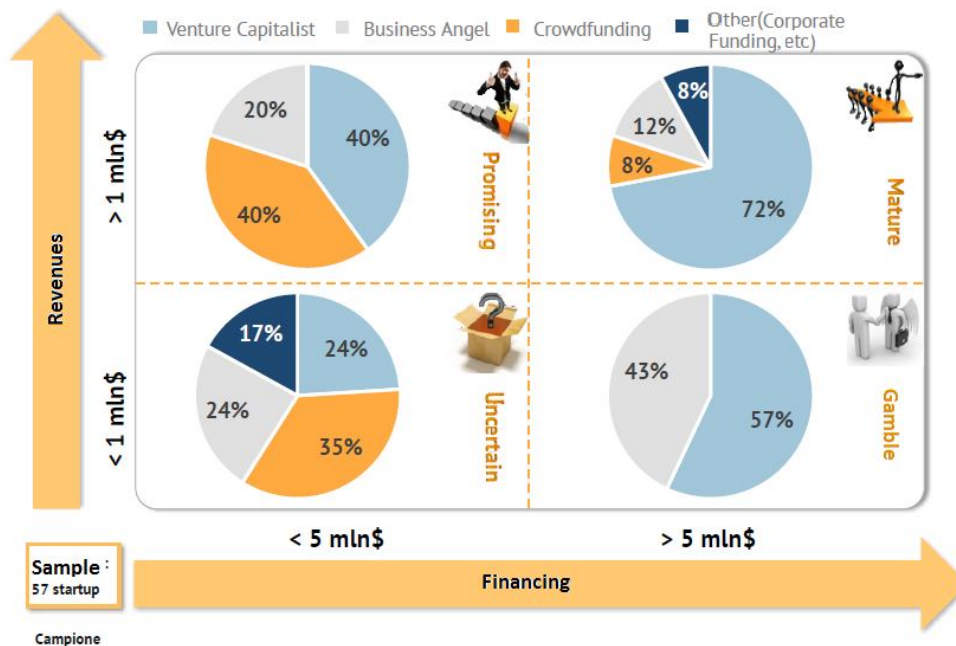 Venture Capitalist
Business Angel
Crowdfunding
Other(Corporate
Funding, etc)
Revenues
> 1 mln$
< 1 mln$
20%
40%
40%
Promising
8%
12%
8%
72%
Mature
17%
24%
24%
35%
Uncertain
43%
57%
Gamble
< 5 mln$
> 5 mln$
Sample :
57 startup
Financing
Campione